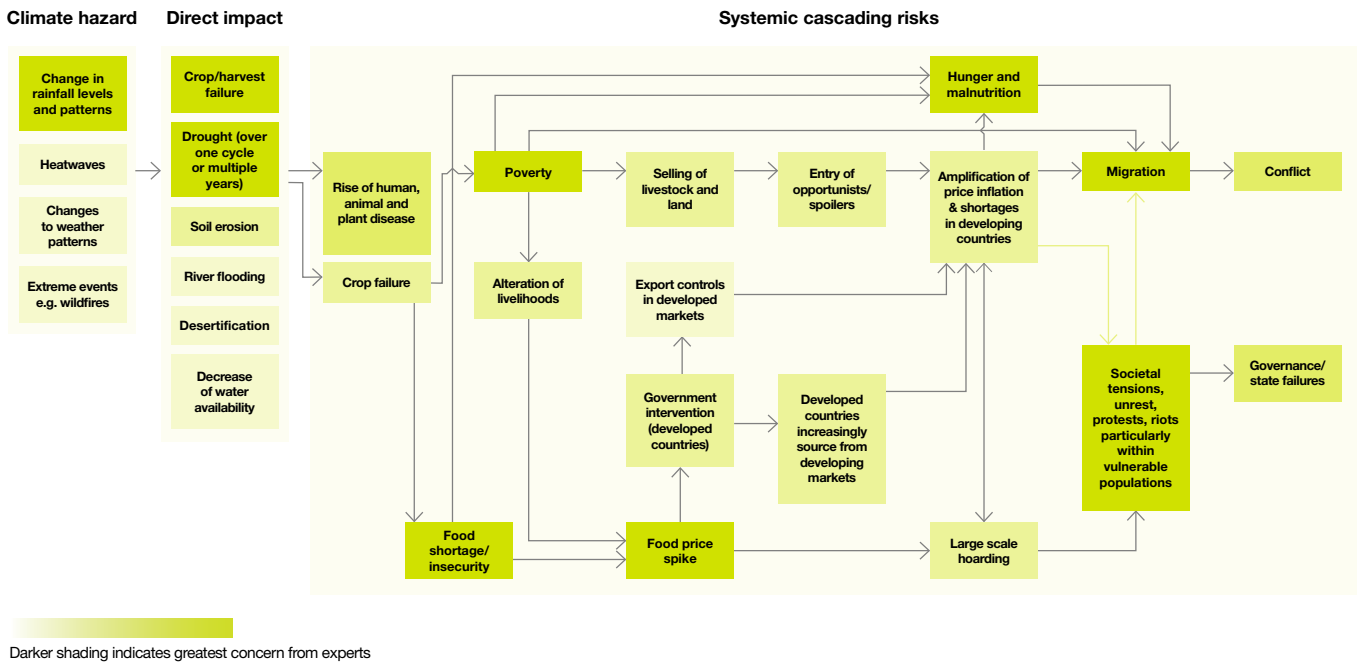 Climate hazard
Direct impact
Systemic cascading risks
Change in
rainfall levels
and patterns
Heatwaves
Changes
to weather
patterns
Extreme events
e.g. wildfires
Crop/harvest
failure
Drought (over
one cycle
or multiple
years)
Soil erosion
River flooding
Desertification
Decrease
of water
availability
Rise of human,
animal and
plant disease
Crop failure
Food
shortage/
insecurity
Poverty
Alteration of
livelihoods
Selling of
livestock and
land
Export controls
in developed
markets
Government
intervention
(developed
countries)
Food price
spike
Entry of
opportunists/
spoilers
Developed
countries
increasingly
source from
developing
markets
Hunger and
malnutrition
Amplification of
price inflation
& shortages
in developing
countries
Large scale
hoarding
Migration
Societal
tensions,
unrest,
protests, riots
particularly
within
vulnerable
populations
Conflict
Governance/
state failures
Darker shading indicates greatest concern from experts